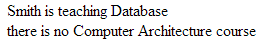 Smith is teaching Database
there is no Computer Architecture course